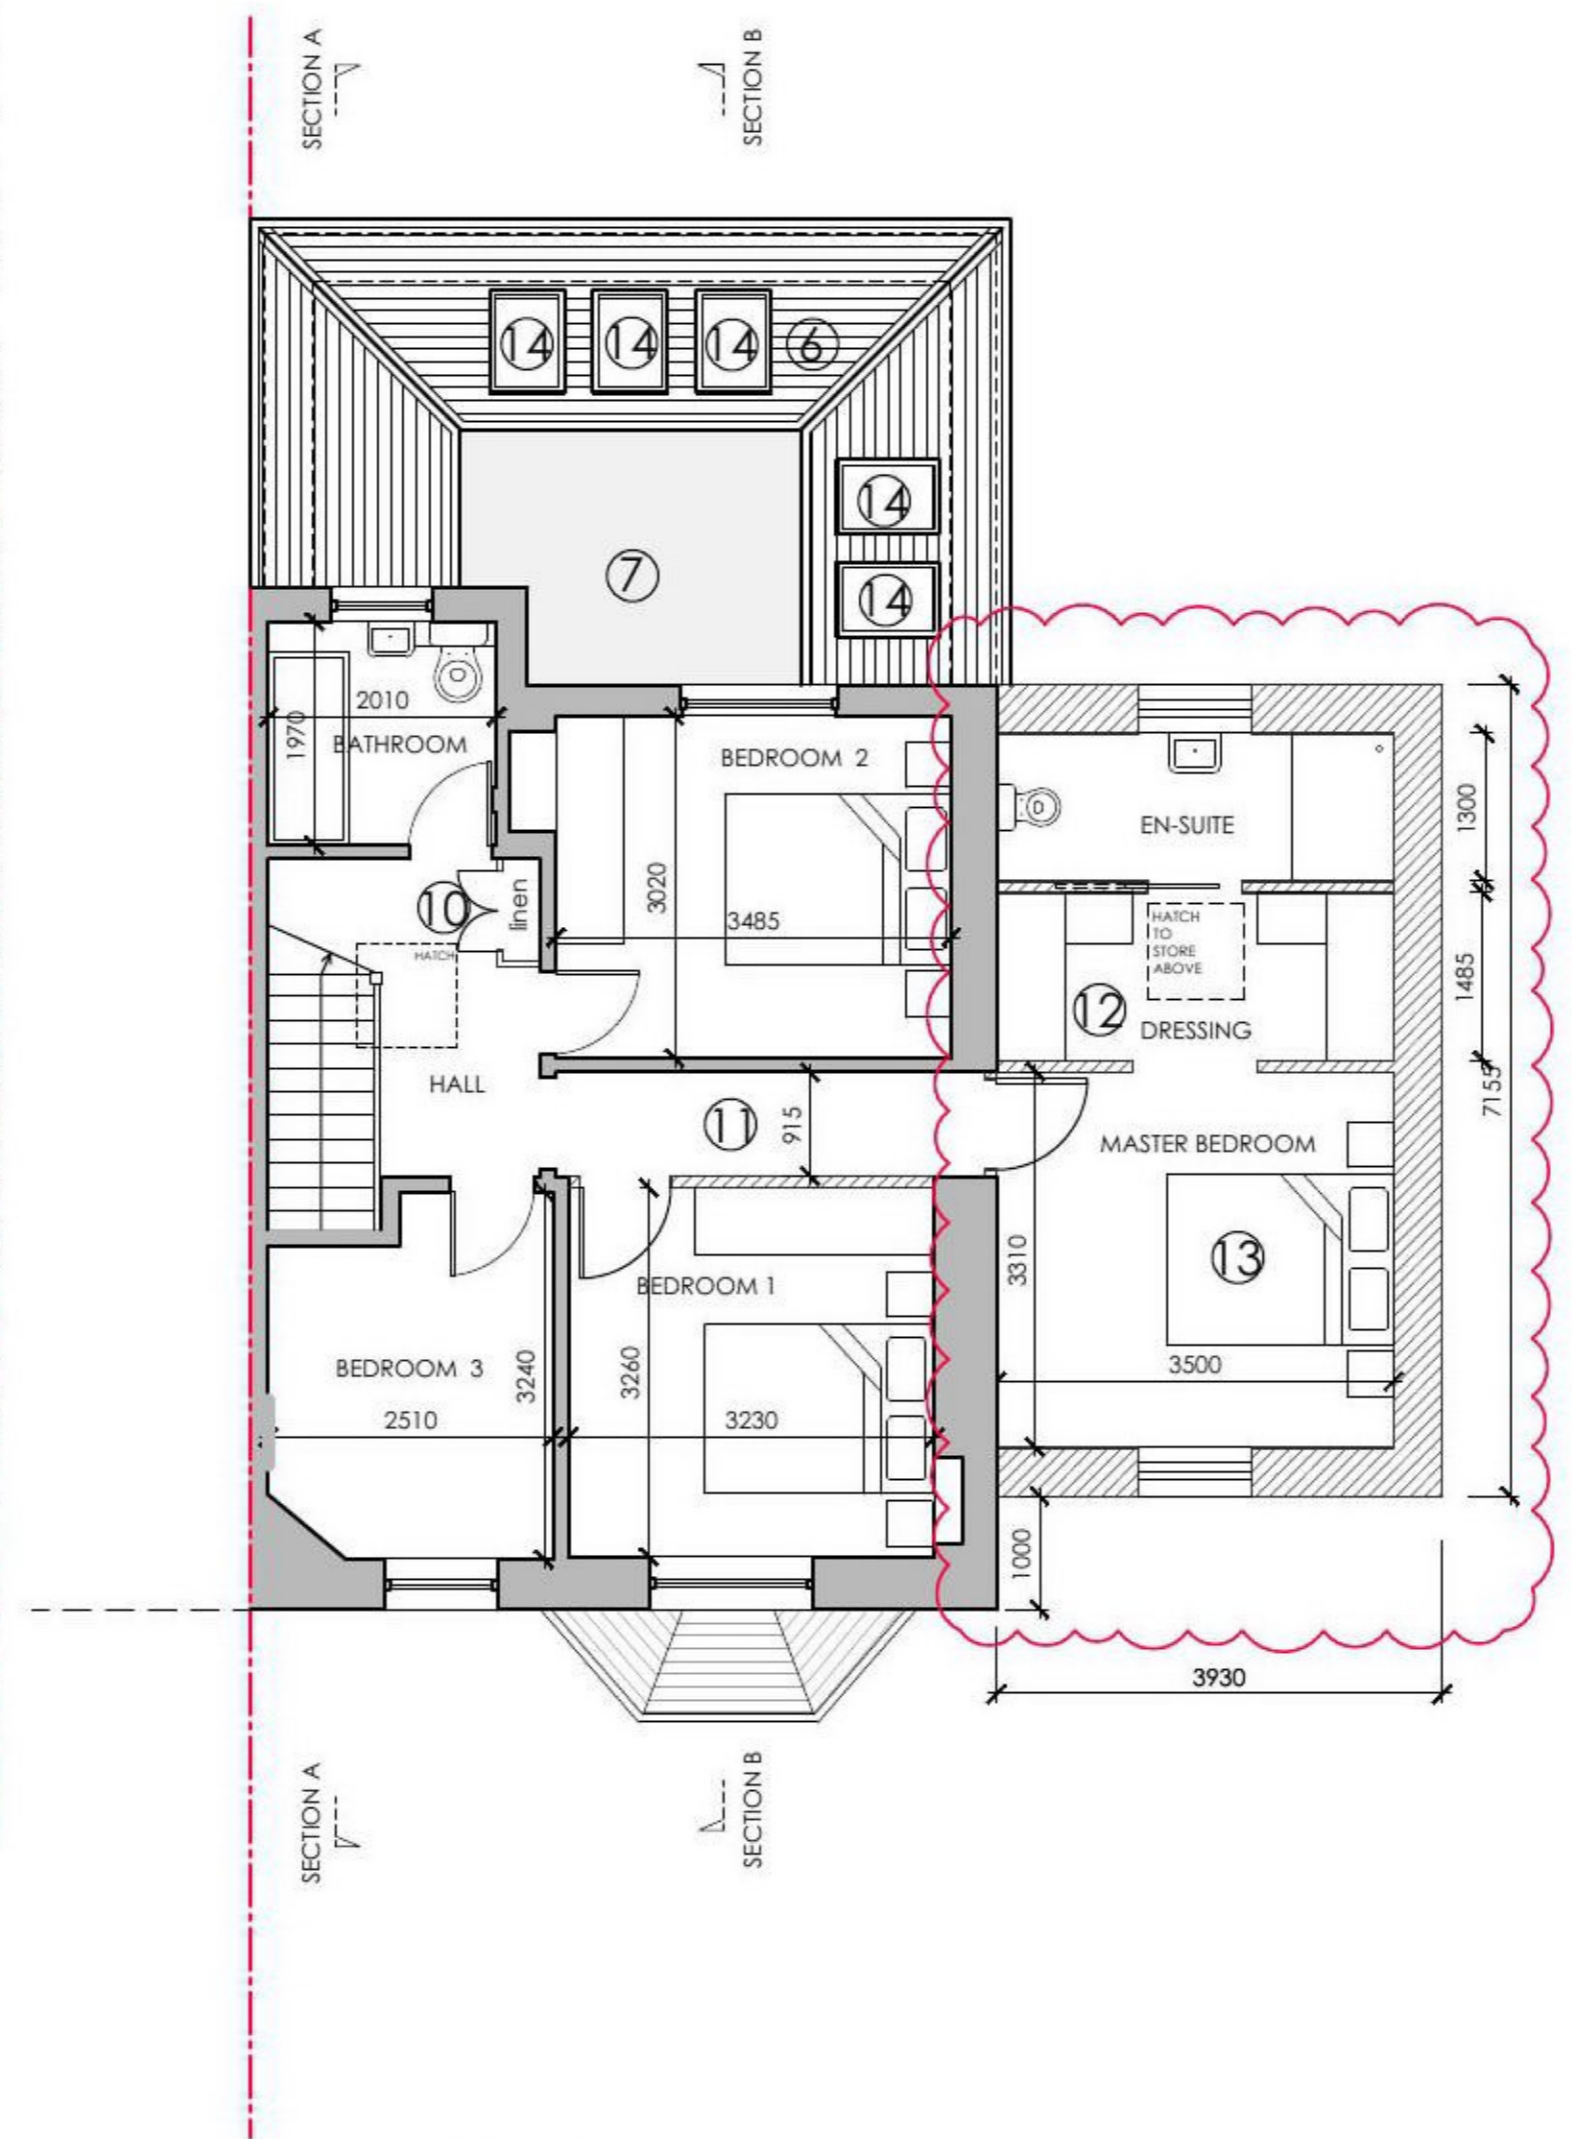 SECTION A
SECTION B
14
14
14
6
14
7
14
2010
1970
BATHROOM
BEDROOM 2
EN-SUITE
1300
10
linen
3020
3485
HATCH
HATCH
TO
STORE
ABOVE
12
DRESSING
1485
HALL
11
915
MASTER BEDROOM
7155
3310
13
BEDROOM 1
BEDROOM 3
3240
3260
3500
2510
3230
1000
3930
SECTION A
SECTION B